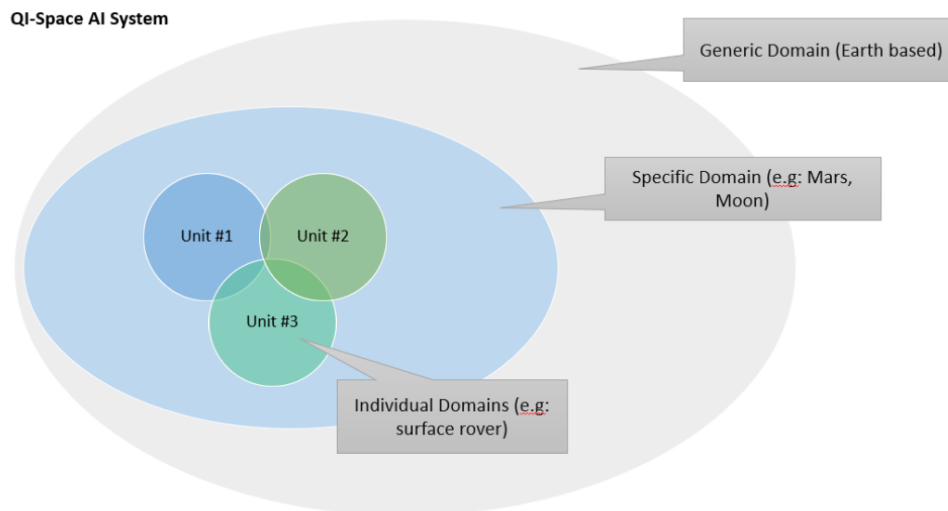 QI-Space AI System
Generic Domain (Earth based)
Specific Domain (e.g: Mars,
Moon)
Unit #1
Unit #2
Unit #3
Individual Domains (e.g:
surface rover)